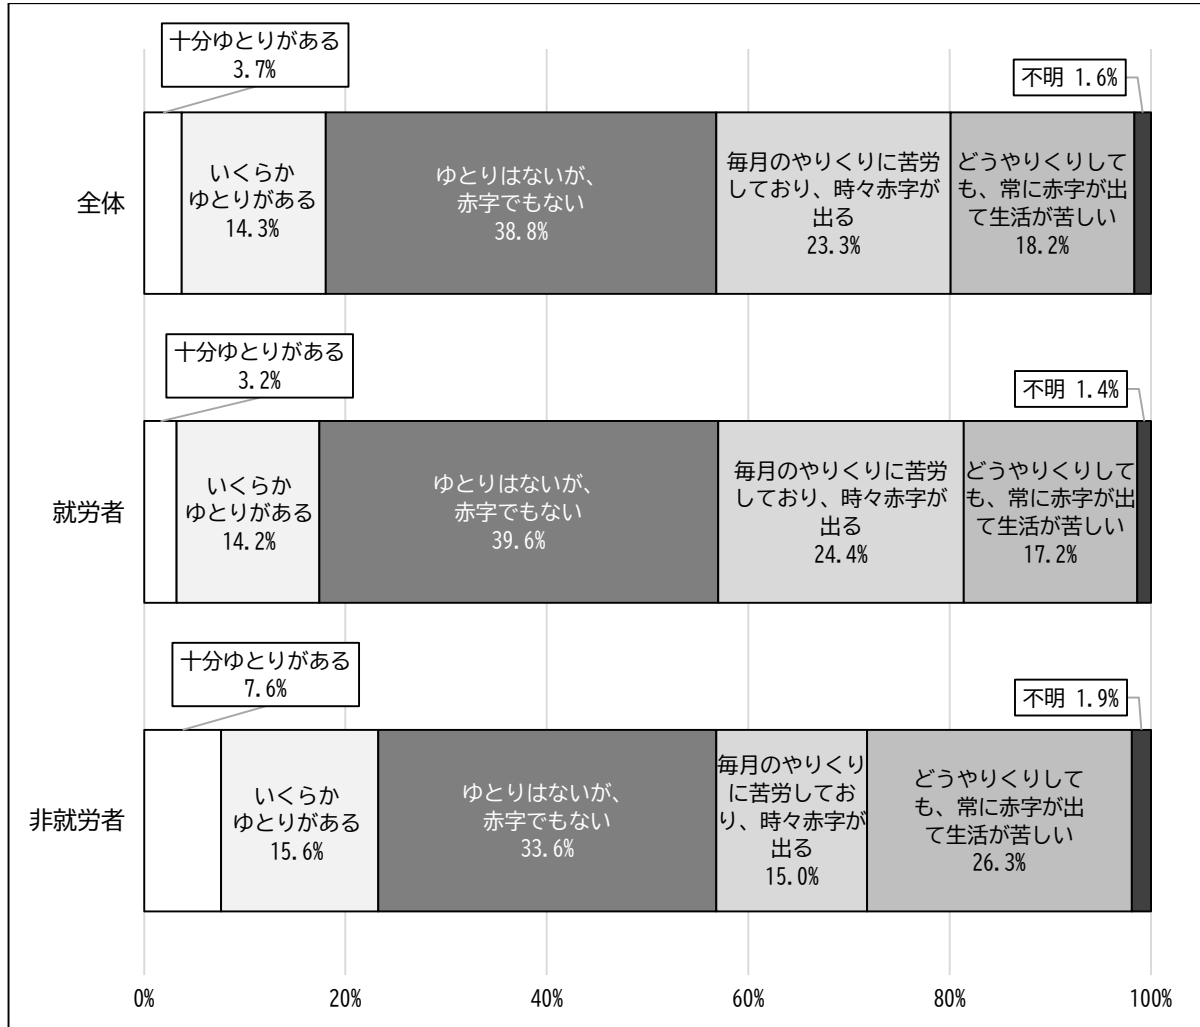 十分ゆとりがある
3.7%
不明 1.6%
全体
いくらか
ゆとりがある
14.3%
ゆとりはないが、
赤字でもない
38.8%
毎月のやりくりに苦労
しており、時々赤字が
出る
23.3%
どうやりくりして
も、常に赤字が出
て生活が苦しい
18.2%
十分ゆとりがある
3.2%
不明 1.4%
就労者
いくらか
ゆとりがある
14.2%
ゆとりはないが、
赤字でもない
39.6%
毎月のやりくりに苦労
しており、時々赤字が
出る
24.4%
どうやりくりして
も、常に赤字が出
て生活が苦しい
17.2%
十分ゆとりがある
7.6%
不明 1.9%
非就労者
いくらか
ゆとりがある
15.6%
ゆとりはないが、
赤字でもない
33.6%
毎月のやりくり
に苦労してお
り、時々赤字が
出る
15.0%
どうやりくりして
も、常に赤字が出
て生活が苦しい
26.3%
0%
20%
40%
60%
80%
100%